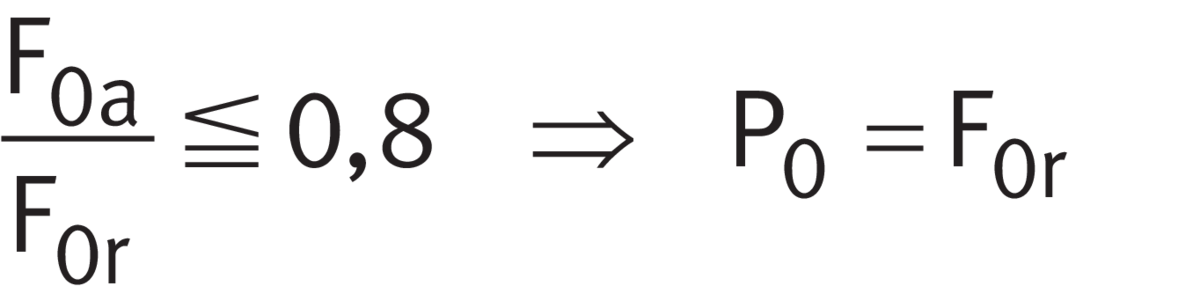 F₀ₐ/F₀ᵣ ≦ 0,8 ⇒ P₀ = F₀ᵣ